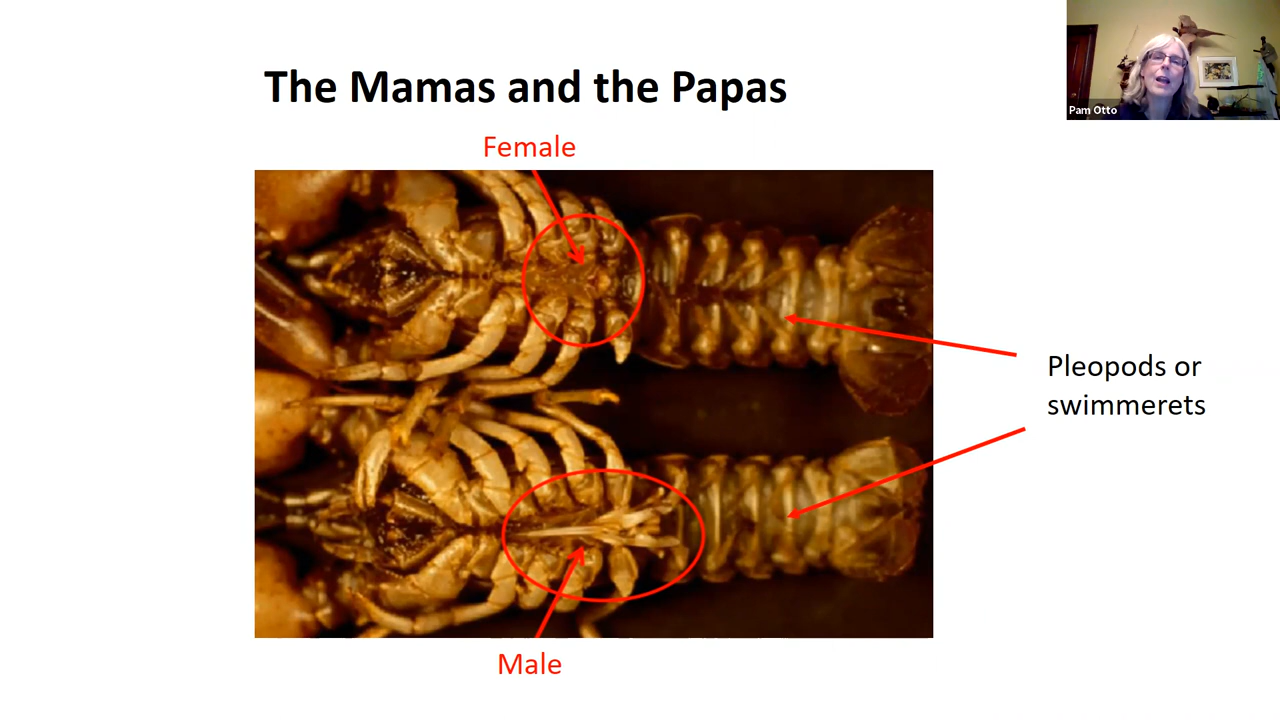 The Mamas and the Papas
Pam Otto
Female
Pleopods or
swimmerets
Male